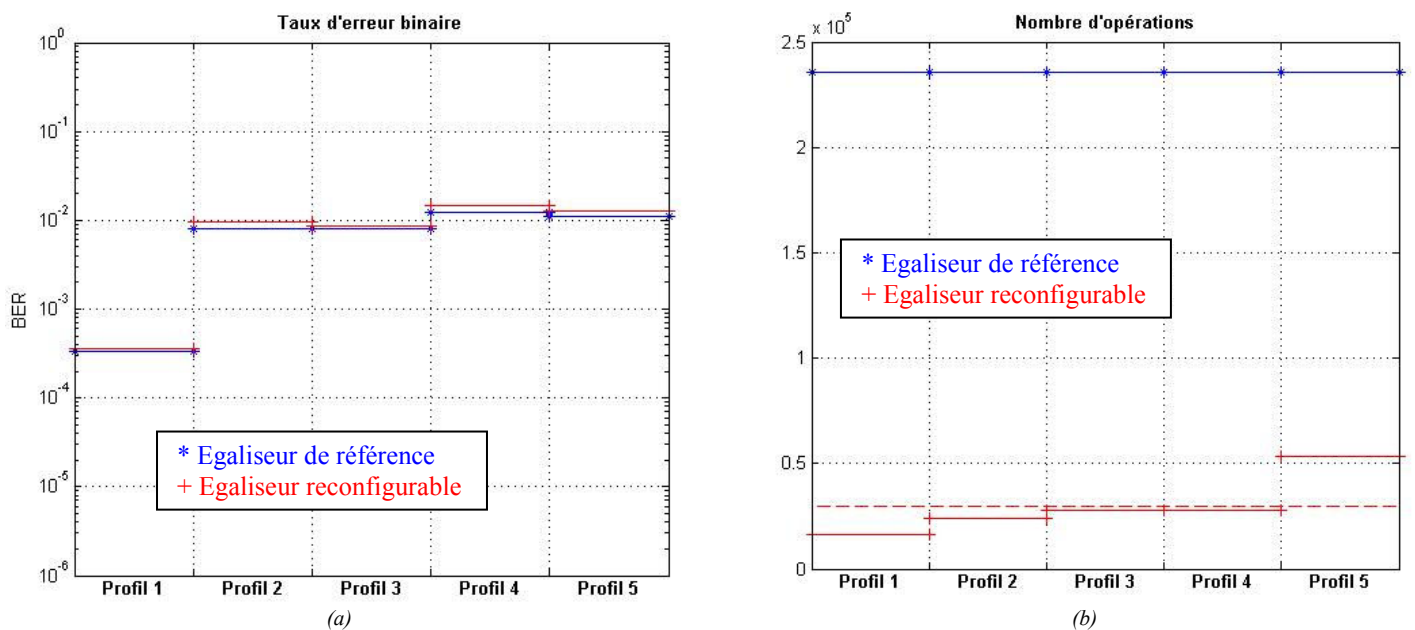 Taux d'erreur binaire
10^0
10^-1
10^-2
10^-3
10^-4
10^-5
10^-6
BER
* Egaliseur de référence
+ Egaliseur reconfigurable
Profil 1 Profil 2 Profil 3 Profil 4 Profil 5
(a)
Nombre d'opérations
x 10^5
2.5
2
1.5
1
0.5
0
* Egaliseur de référence
+ Egaliseur reconfigurable
Profil 1 Profil 2 Profil 3 Profil 4 Profil 5
(b)